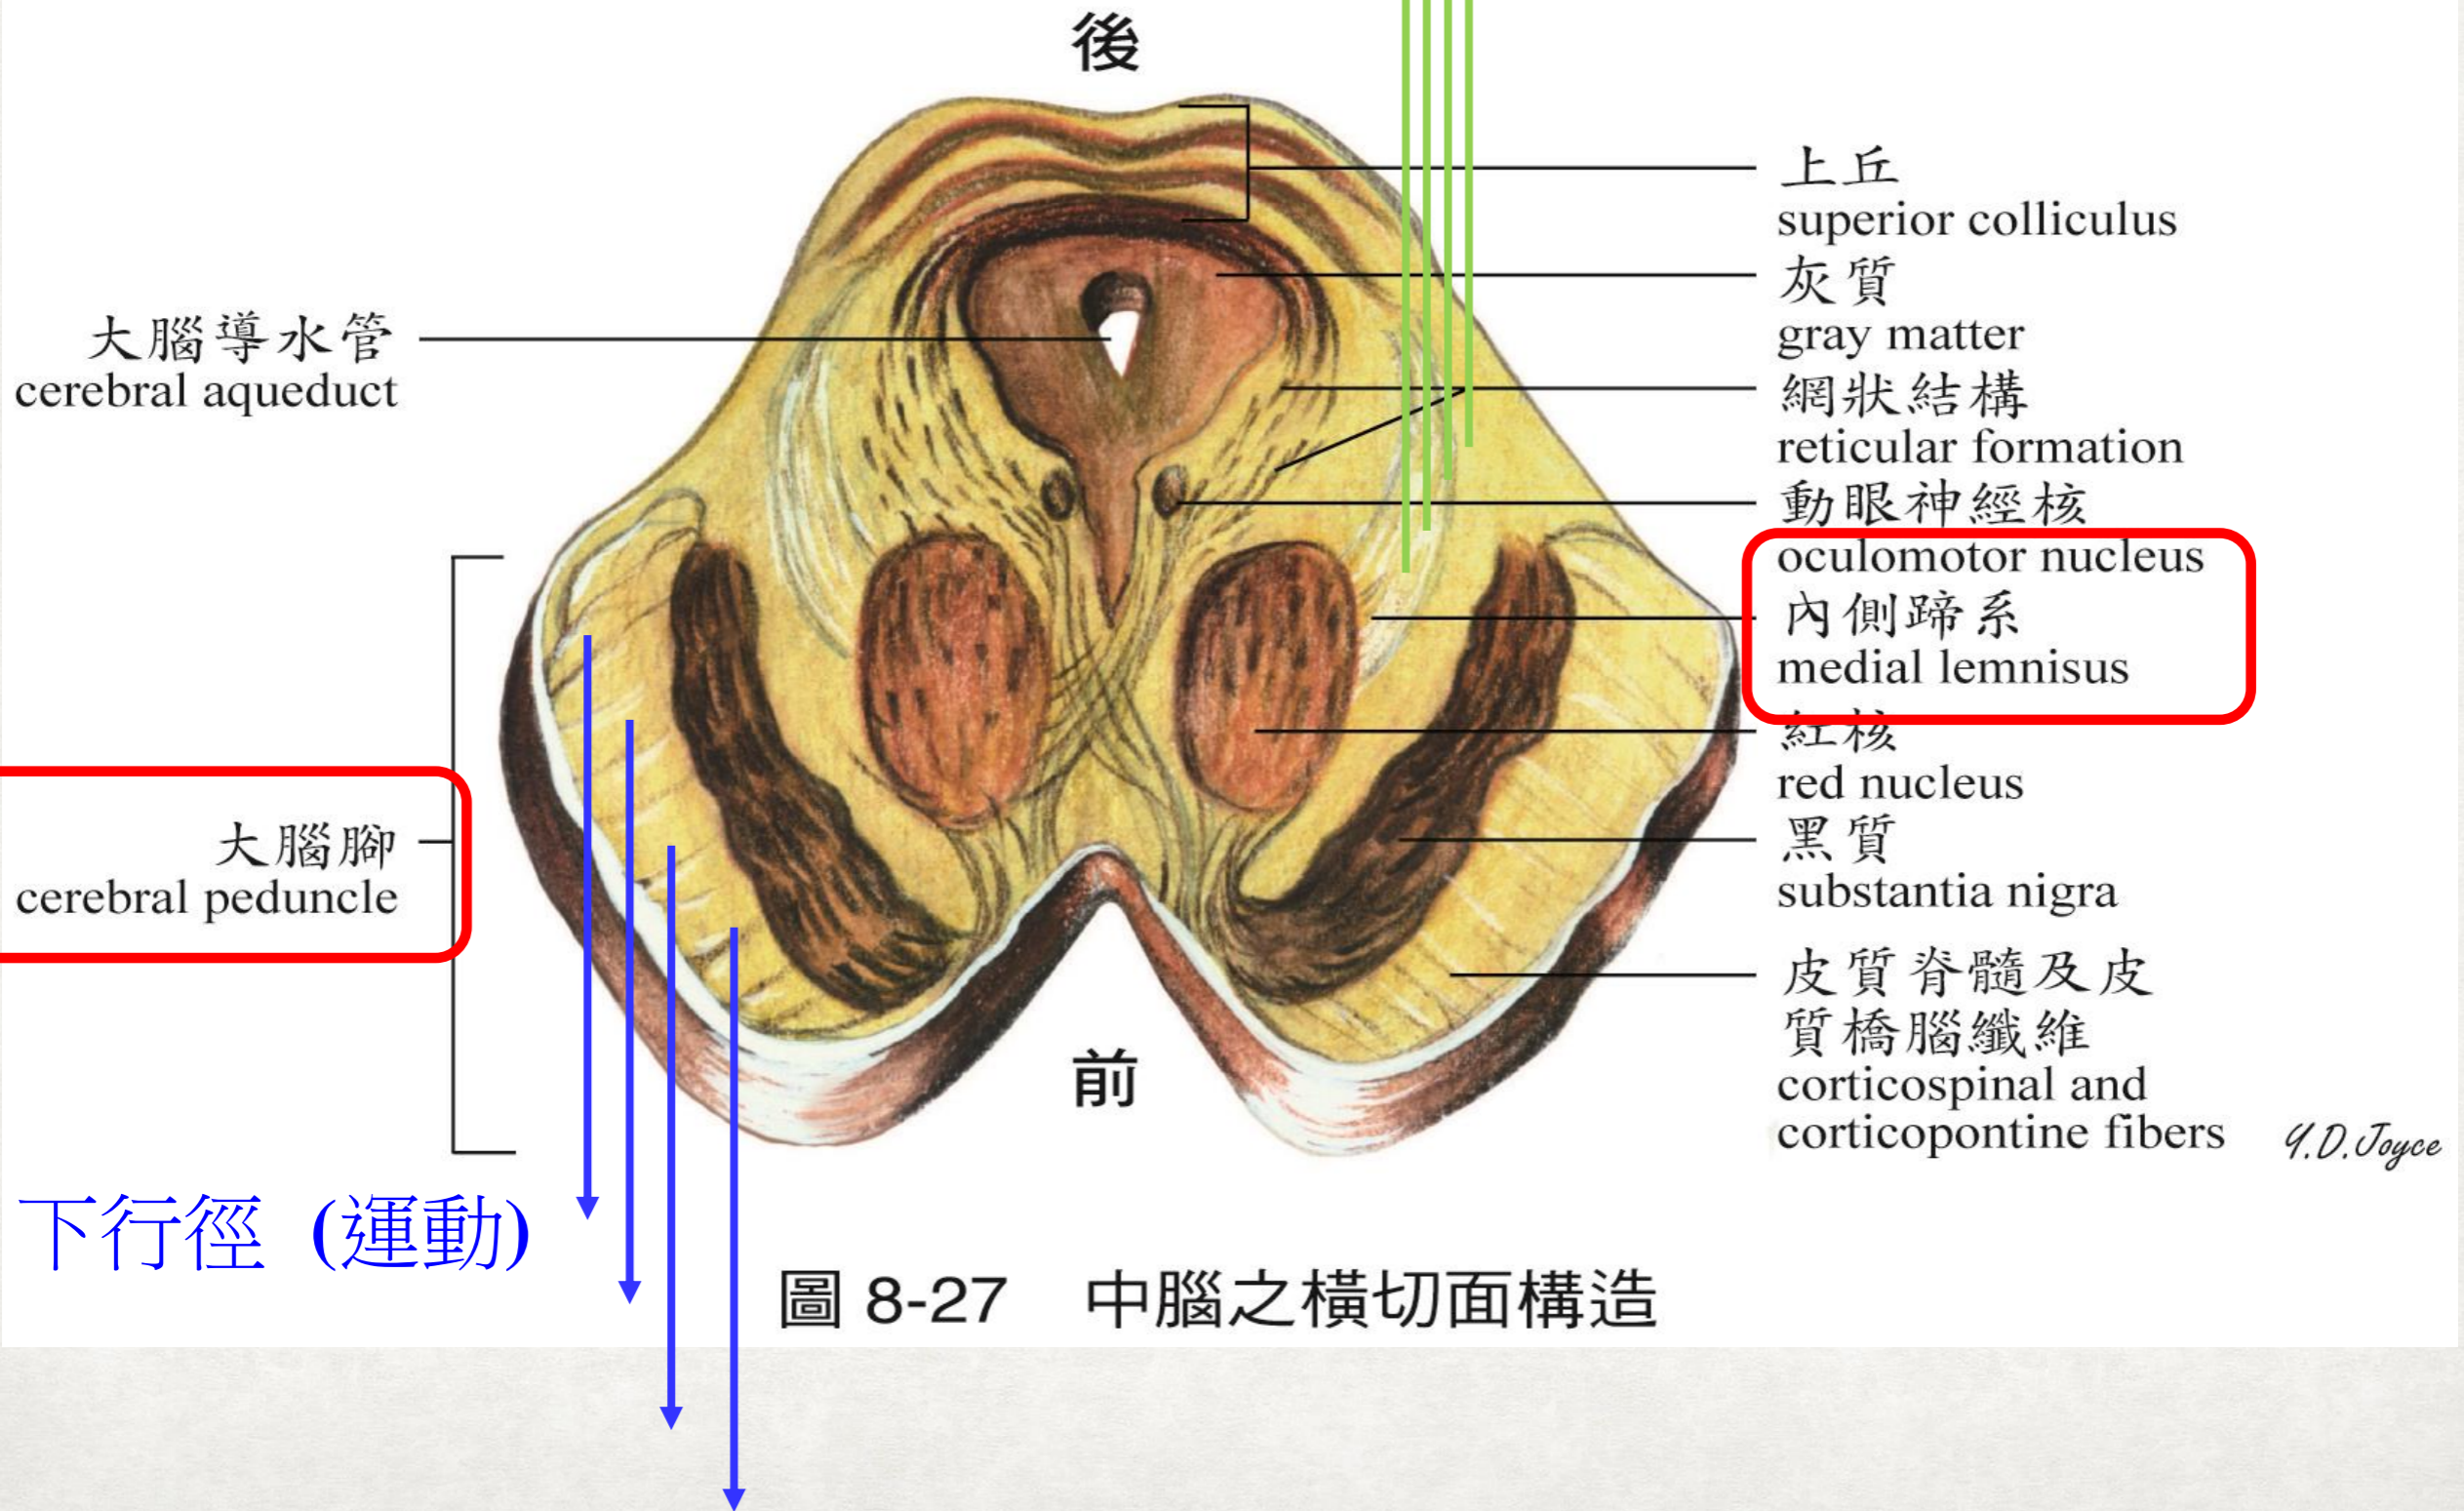 後
上丘
superior colliculus
灰質
gray matter
網狀結構
reticular formation
動眼神經核
oculomotor nucleus
內側蹄系
medial lemnisus
紅核
red nucleus
黑質
substantia nigra
皮質脊髓及皮
質橋腦纖維
corticospinal and
corticopontine fibers
Y.D.Joyce
大腦導水管
cerebral aqueduct
大腦腳
cerebral peduncle
前
下行徑 (運動)
圖 8-27 中腦之橫切面構造